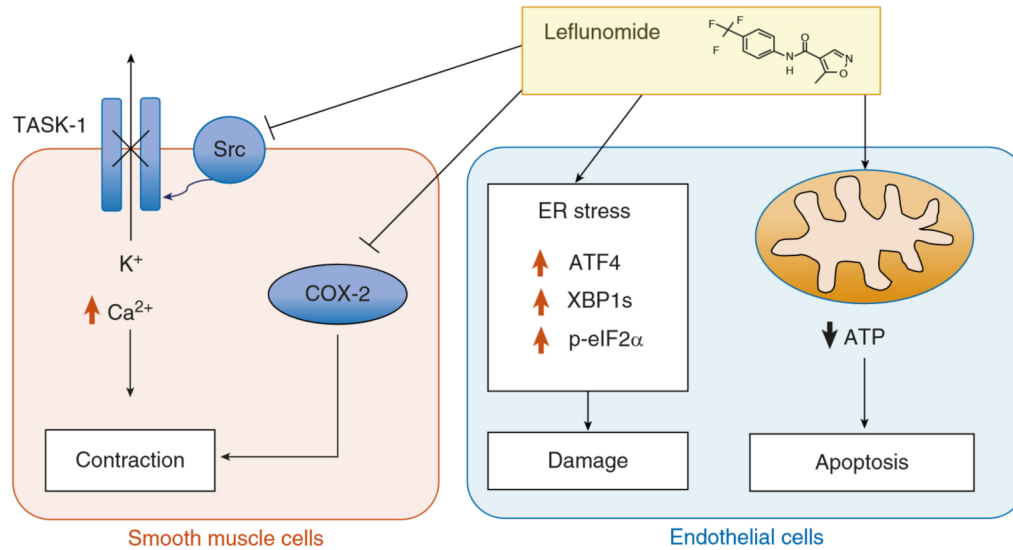 Leflunomide
F
F
F
O
N
H
N
O
TASK-1
Src
K⁺
Ca²⁺
COX-2
Contraction
Smooth muscle cells
ER stress
ATF4
XBP1s
p-eIF2α
Damage
ATP
Apoptosis
Endothelial cells